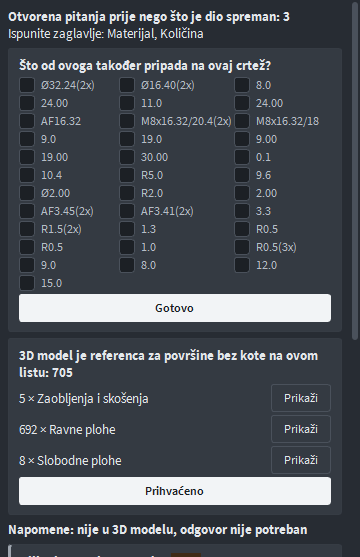 Otvorena pitanja prije nego što je dio spreman: 3
Ispunite zaglavlje: Materijal, Količina
Što od ovoga također pripada na ovaj crtež?
Ø32.24(2x) Ø16.40(2x) 8.0
24.00 11.0 24.00
AF16.32 M8x16.32/20.4(2x) M8x16.32/18
9.0 19.0 9.00
19.00 30.00 0.1
10.4 R5.0 9.6
Ø2.00 R2.0 2.00
AF3.45(2x) AF3.41(2x) 3.3
R1.5(2x) 1.3 R0.5
R0.5 1.0 R0.5(3x)
9.0 8.0 12.0
15.0
Gotovo
3D model je referenca za površine bez kote na ovom
listu: 705
5 × Zaobljenja i skošenja Prikaži
692 × Ravne plohe Prikaži
8 × Slobodne plohe Prikaži
Prihvaćeno
Napomene: nije u 3D modelu, odgovor nije potreban